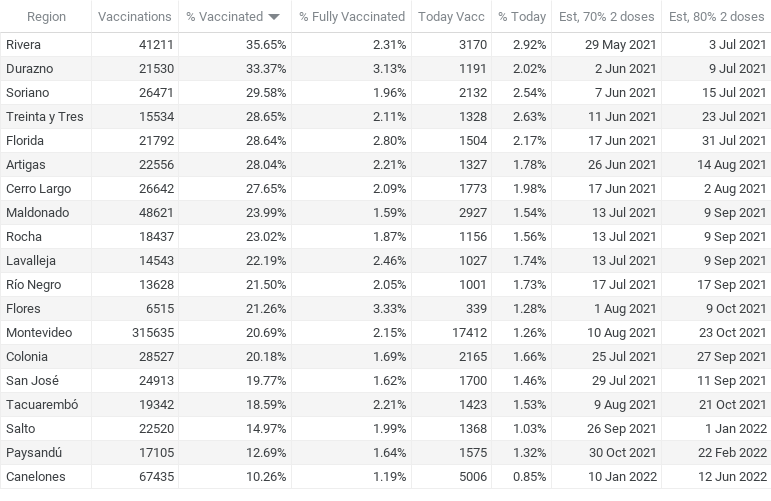 Region Vaccinations % Vaccinated % Fully Vaccinated Today Vacc % Today Est, 70% 2 doses Est, 80% 2 doses
Rivera 41211 35.65% 2.31% 3170 2.92% 29 May 2021 3 Jul 2021
Durazno 21530 33.37% 3.13% 1191 2.02% 2 Jun 2021 9 Jul 2021
Soriano 26471 29.58% 1.96% 2132 2.54% 7 Jun 2021 15 Jul 2021
Treinta y Tres 15534 28.65% 2.11% 1328 2.63% 11 Jun 2021 23 Jul 2021
Florida 21792 28.64% 2.80% 1504 2.17% 17 Jun 2021 31 Jul 2021
Artigas 22556 28.04% 2.21% 1327 1.78% 26 Jun 2021 14 Aug 2021
Cerro Largo 26642 27.65% 2.09% 1773 1.98% 17 Jun 2021 2 Aug 2021
Maldonado 48621 23.99% 1.59% 2927 1.54% 13 Jul 2021 9 Sep 2021
Rocha 18437 23.02% 1.87% 1156 1.56% 13 Jul 2021 9 Sep 2021
Lavalleja 14543 22.19% 2.46% 1027 1.74% 13 Jul 2021 9 Sep 2021
Río Negro 13628 21.50% 2.05% 1001 1.73% 17 Jul 2021 17 Sep 2021
Flores 6515 21.26% 3.33% 339 1.28% 1 Aug 2021 9 Oct 2021
Montevideo 315635 20.69% 2.15% 17412 1.26% 10 Aug 2021 23 Oct 2021
Colonia 28527 20.18% 1.69% 2165 1.66% 25 Jul 2021 27 Sep 2021
San José 24913 19.77% 1.62% 1700 1.46% 29 Jul 2021 11 Sep 2021
Tacuarembó 19342 18.59% 2.21% 1423 1.53% 9 Aug 2021 21 Oct 2021
Salto 22520 14.97% 1.99% 1368 1.03% 26 Sep 2021 1 Jan 2022
Paysandú 17105 12.69% 1.64% 1575 1.32% 30 Oct 2021 22 Feb 2022
Canelones 67435 10.26% 1.19% 5006 0.85% 10 Jan 2022 12 Jun 2022